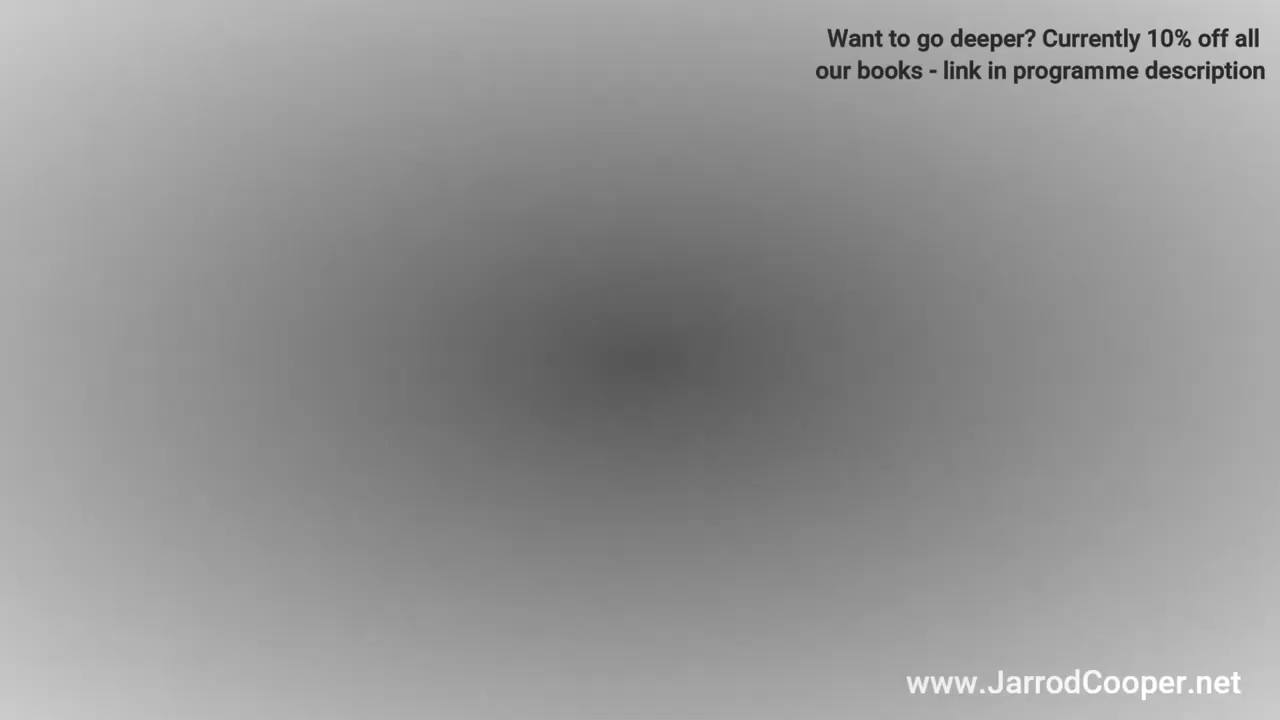 Want to go deeper? Currently 10% off all
our books - link in programme description
www.JarrodCooper.net